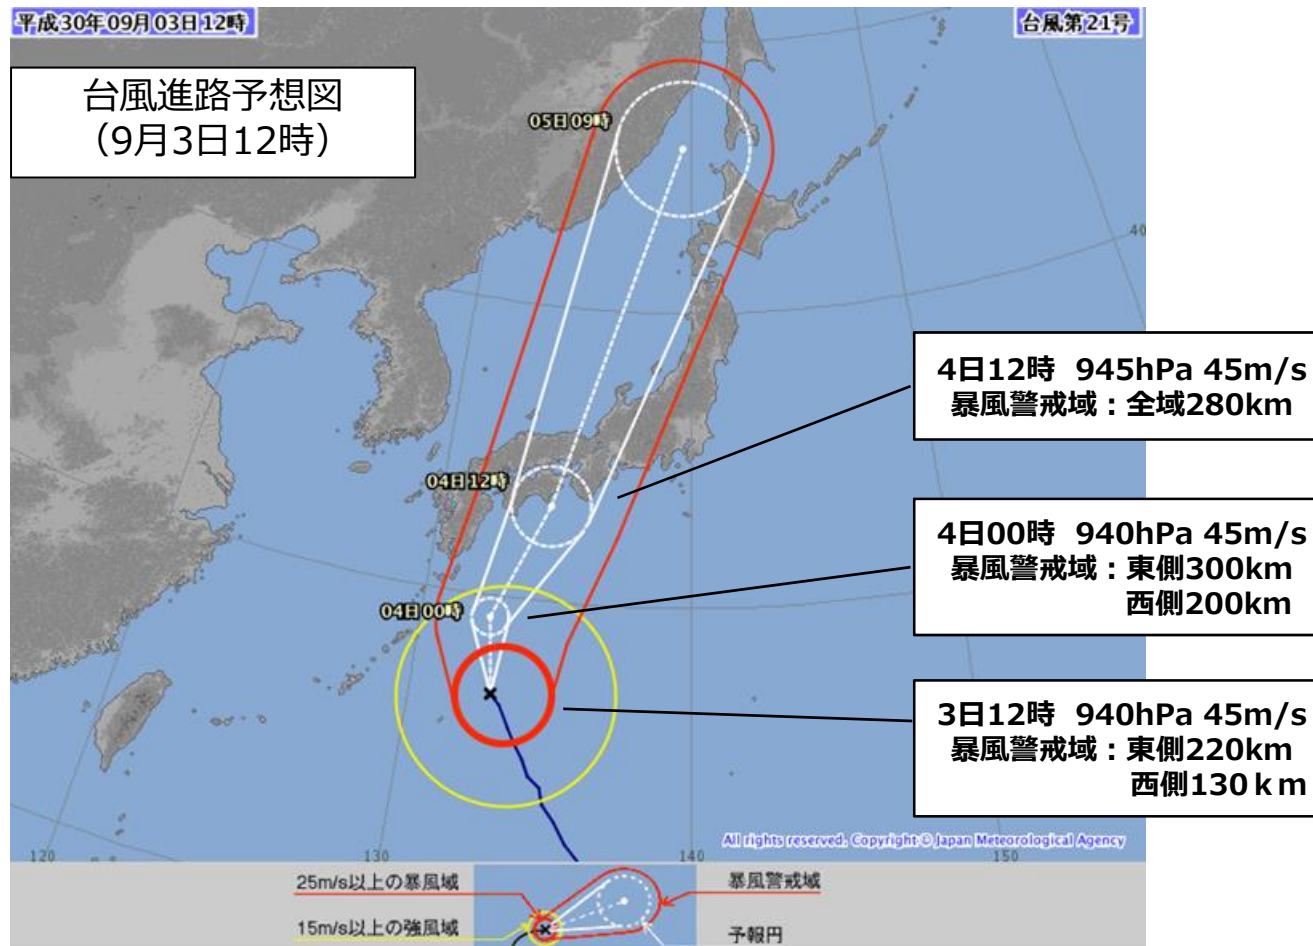 平成30年09月03日12時
台風第21号
台風進路予想図
（9月3日12時）
05日09時
40
4日12時 945hPa 45m/s
暴風警戒域：全域280km
04日12時
4日00時 940hPa 45m/s
暴風警戒域：東側300km
西側200km
04日00時
3日12時 940hPa 45m/s
暴風警戒域：東側220km
西側130ｋｍ
All rights reserved. Copyright © Japan Meteorological Agency
120
130
140
150
25m/s以上の暴風域
暴風警戒域
15m/s以上の強風域
予報円